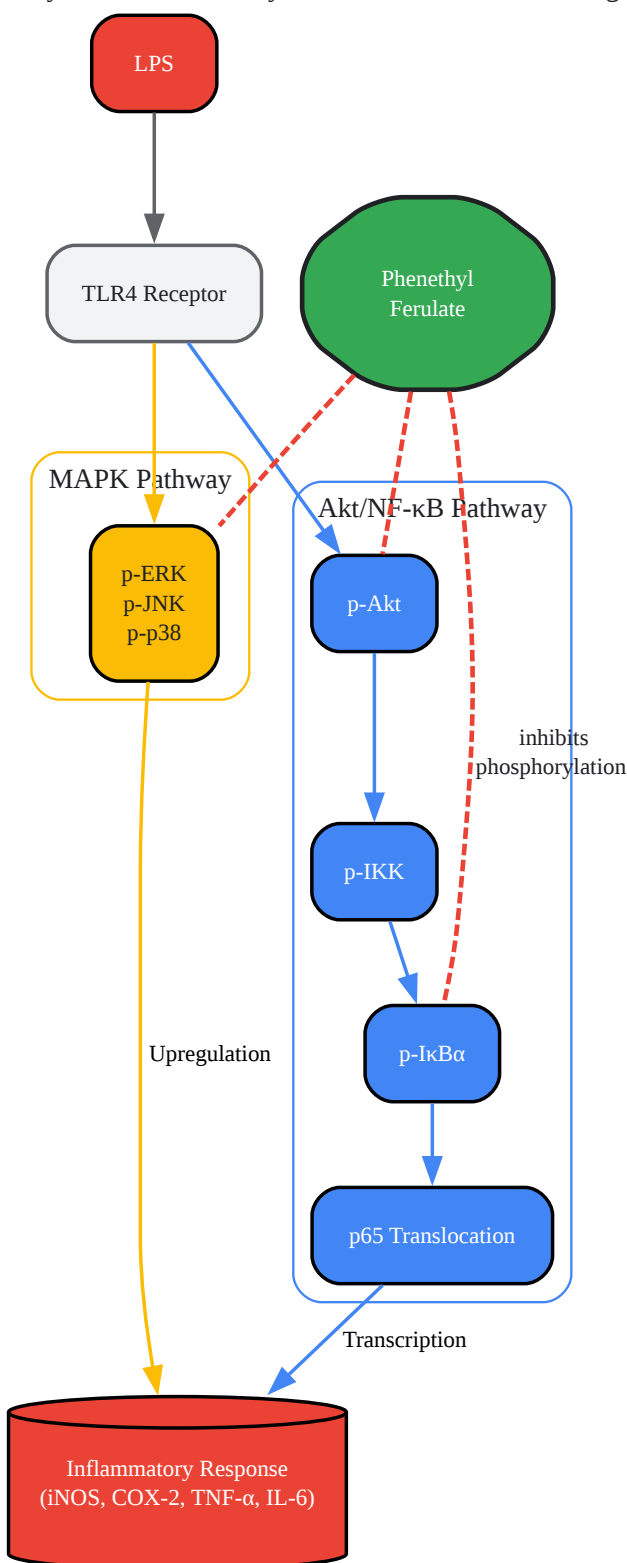 LPS
TLR4 Receptor
Phenethyl
Ferulate
MAPK Pathway
Akt/NF-κB Pathway
p-ERK
p-JNK
p-p38
p-Akt
inhibits
phosphorylation
p-IKK
p-IκBα
Upregulation
p65 Translocation
Transcription
Inflammatory Response
(iNOS, COX-2, TNF-α, IL-6)